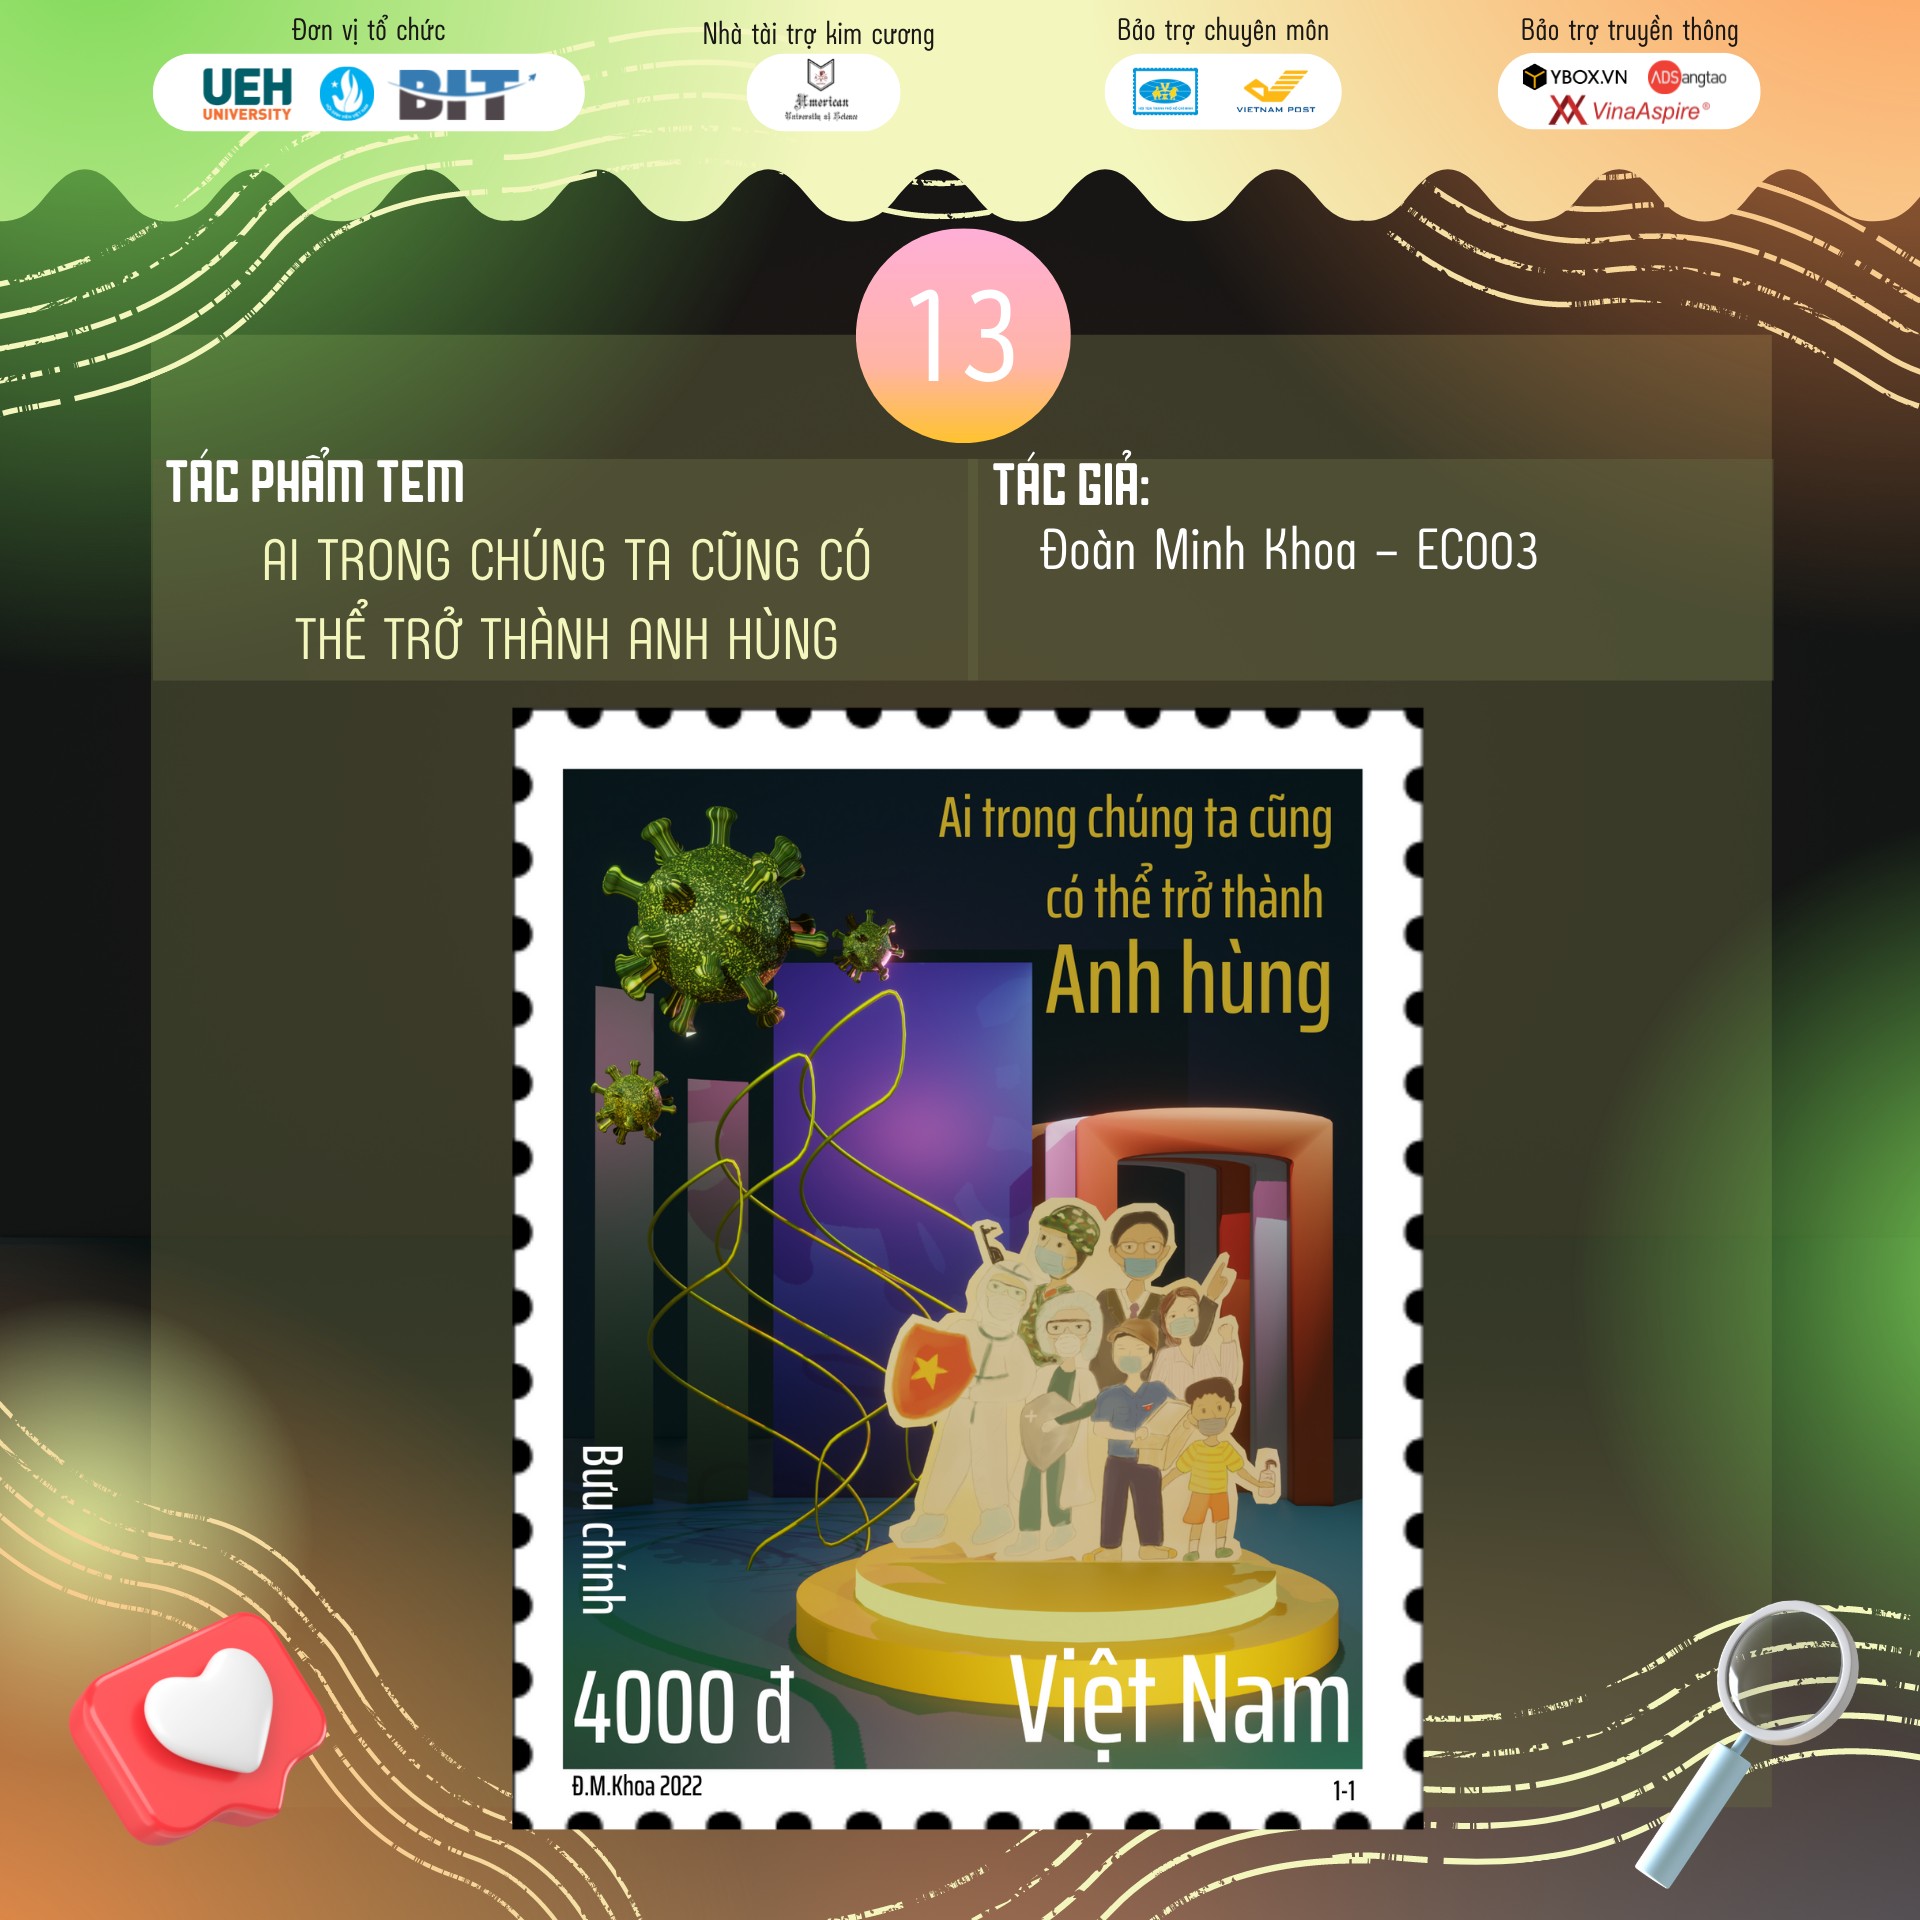 Đơn vị tổ chức
Nhà tài trợ kim cương
Bảo trợ chuyên môn
Bảo trợ truyền thông
UEH
UNIVERSITY
BIT
American
University of Science
VIETNAM POST
YBOX.VN
ADSangtao
VinaAspire®
13
TÁC PHẨM TEM
AI TRONG CHÚNG TA CŨNG CÓ
THỂ TRỞ THÀNH ANH HÙNG
TÁC GIẢ:
Đoàn Minh Khoa – EC003
Ai trong chúng ta cũng
có thể trở thành
Anh hùng
Bưu chính
4000 đ
Việt Nam
Đ.M.Khoa 2022
1-1